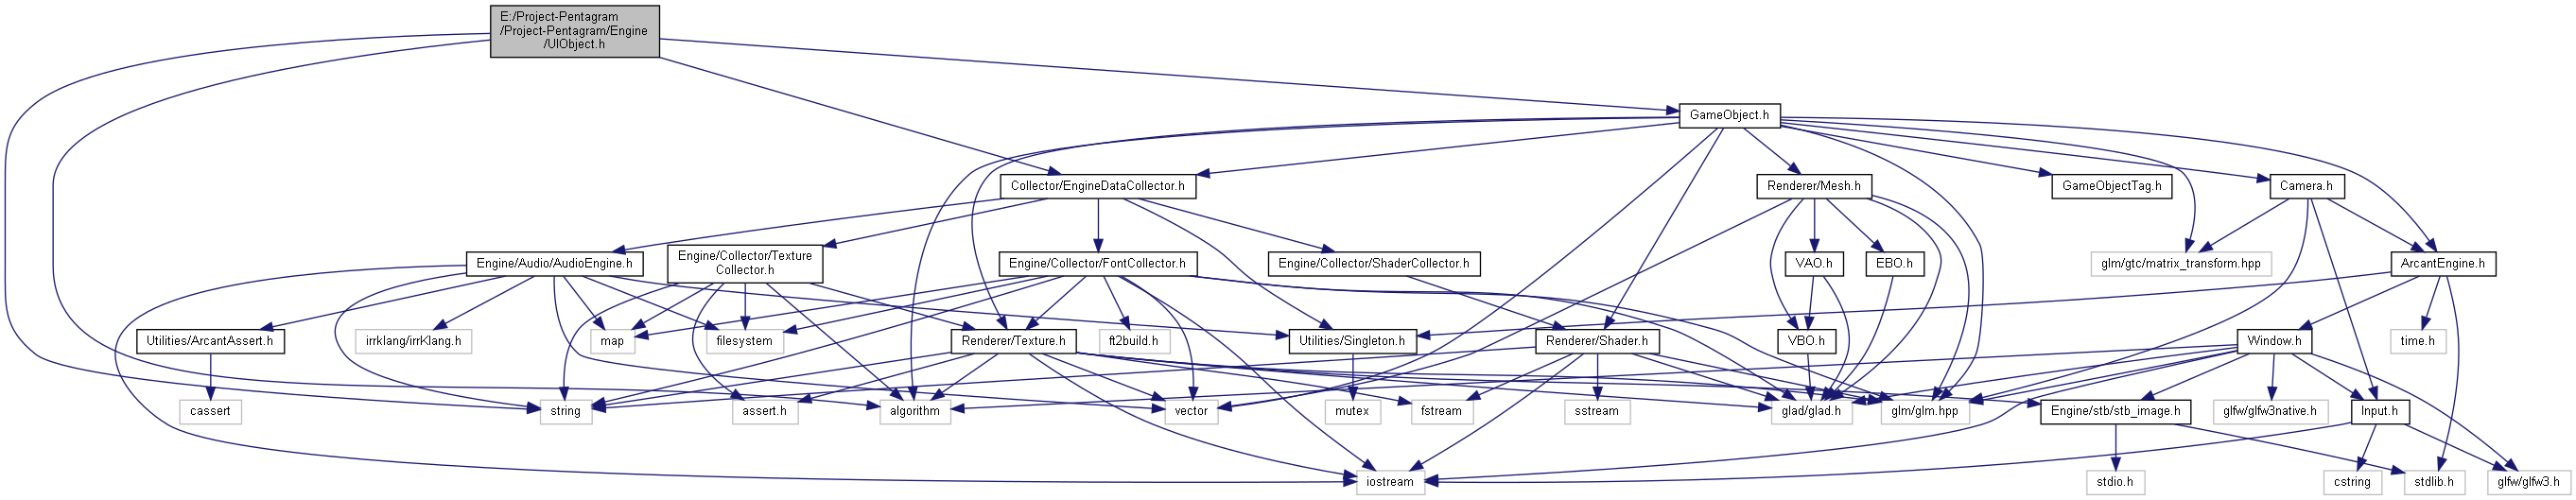 E:/Project-Pentagram
/Project-Pentagram/Engine
/UIObject.h
GameObject.h
Collector/EngineDataCollector.h
Renderer/Mesh.h
GameObjectTag.h
Camera.h
Engine/Audio/AudioEngine.h
Engine/Collector/Texture
Collector.h
Engine/Collector/FontCollector.h
Engine/Collector/ShaderCollector.h
VAO.h
EBO.h
glm/gtc/matrix_transform.hpp
ArcantEngine.h
Utilities/ArcantAssert.h
irrklang/irrKlang.h
map
filesystem
Renderer/Texture.h
ft2build.h
Utilities/Singleton.h
Renderer/Shader.h
VBO.h
Window.h
time.h
cassert
string
assert.h
algorithm
vector
mutex
fstream
sstream
glad/glad.h
glm/glm.hpp
Engine/stb/stb_image.h
glfw/glfw3native.h
Input.h
iostream
stdio.h
cstring
stdlib.h
glfw/glfw3.h